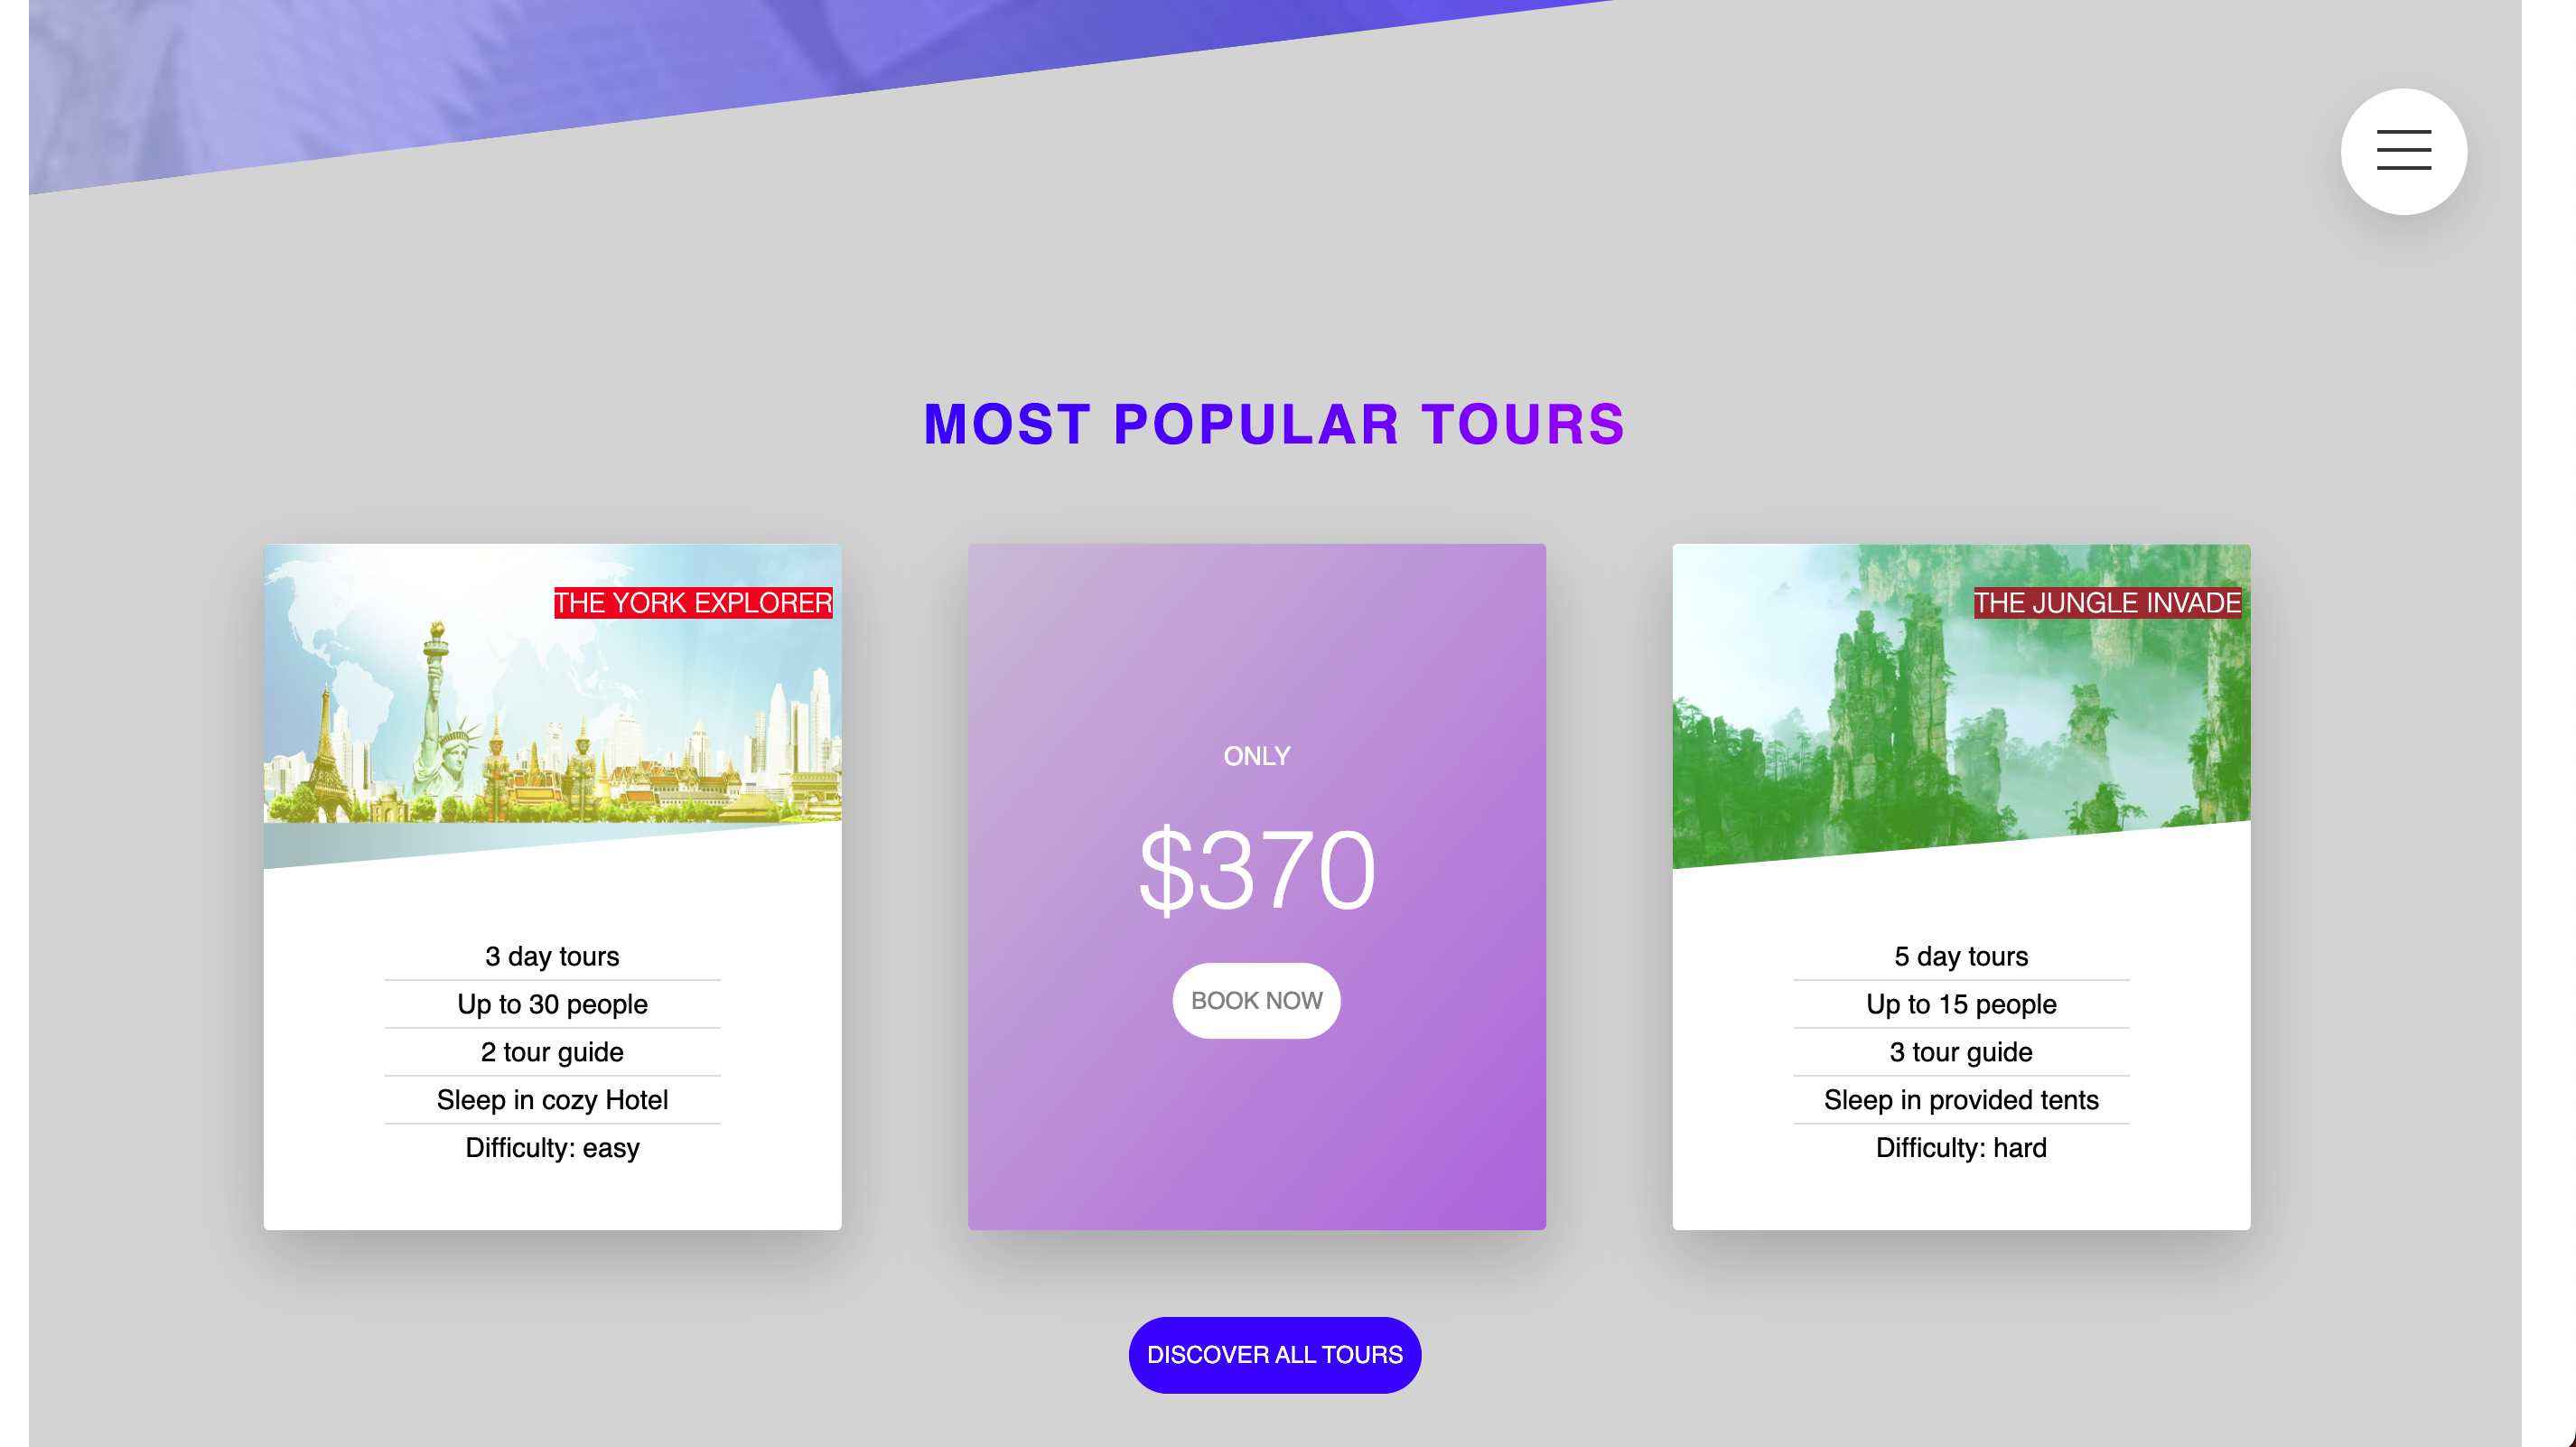 MOST POPULAR TOURS
THE YORK EXPLORER
3 day tours
Up to 30 people
2 tour guide
Sleep in cozy Hotel
Difficulty: easy
ONLY
$370
BOOK NOW
THE JUNGLE INVADE
5 day tours
Up to 15 people
3 tour guide
Sleep in provided tents
Difficulty: hard
DISCOVER ALL TOURS